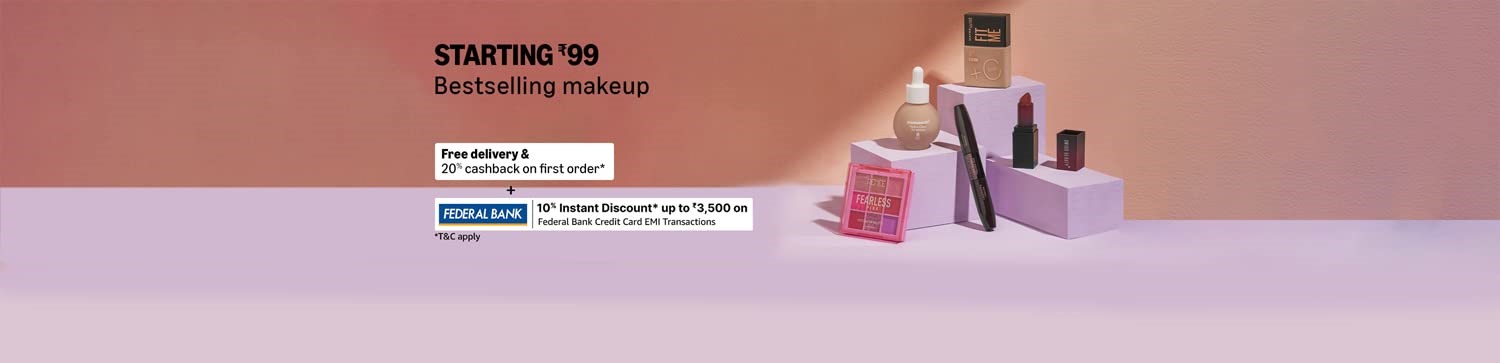 STARTING ₹99
Bestselling makeup
Free delivery &
20% cashback on first order*
+
FEDERAL BANK
10% Instant Discount* up to ₹3,500 on
Federal Bank Credit Card EMI Transactions
*T&C apply
FIT
ME
FEARLESS